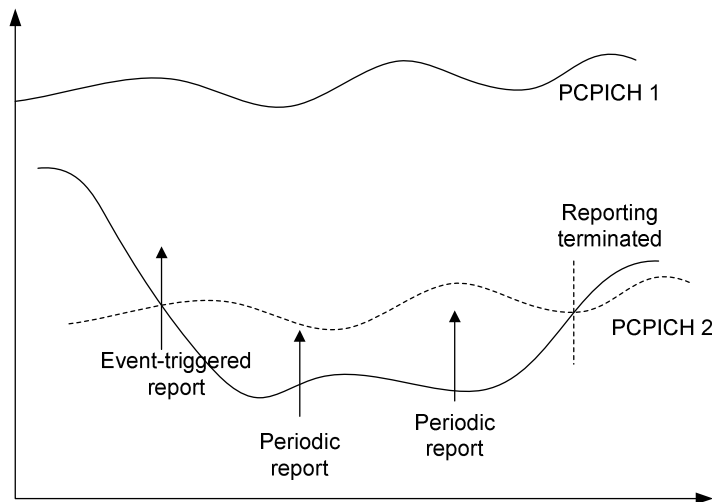 PCPICH 1
Reporting
terminated
PCPICH 2
Event-triggered
report
Periodic
report
Periodic
report